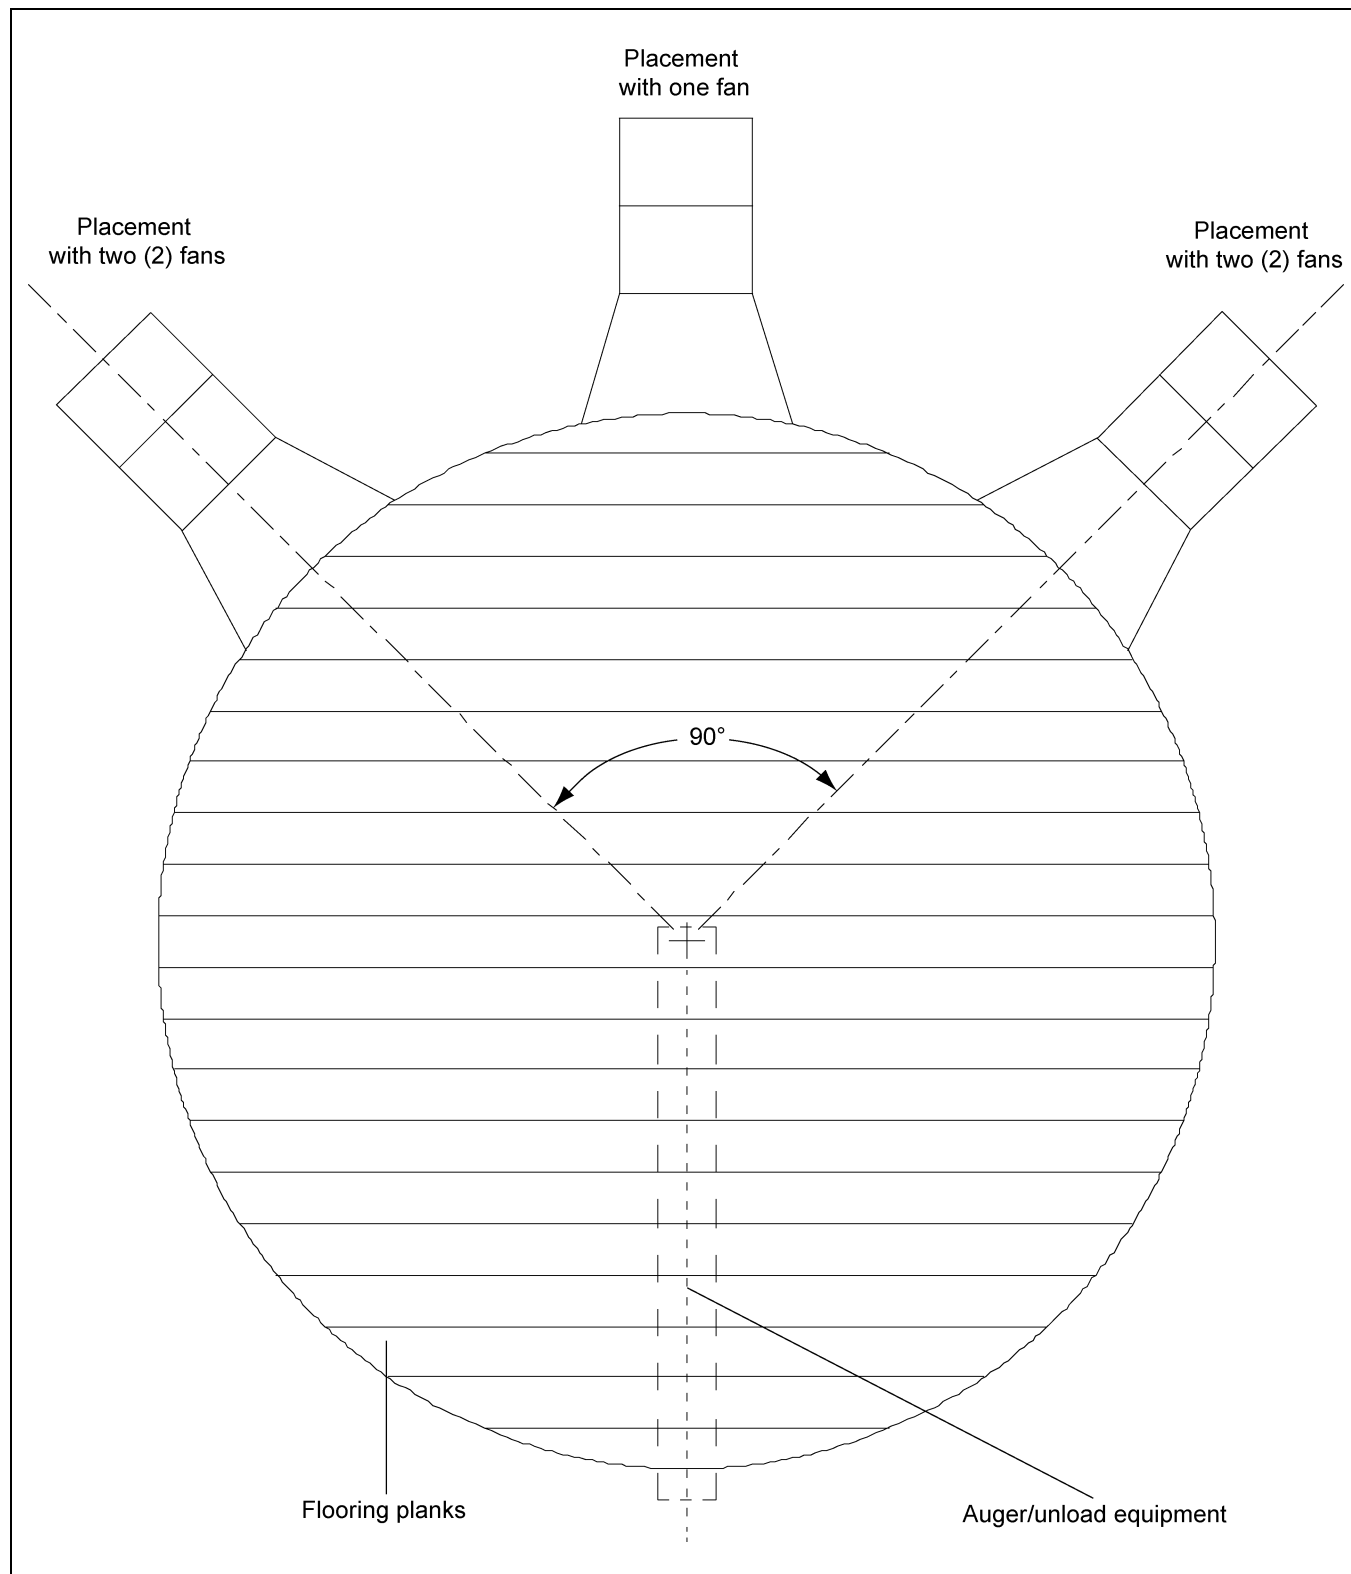 Placement
with one fan
Placement
with two (2) fans
Placement
with two (2) fans
90°
Flooring planks
Auger/unload equipment